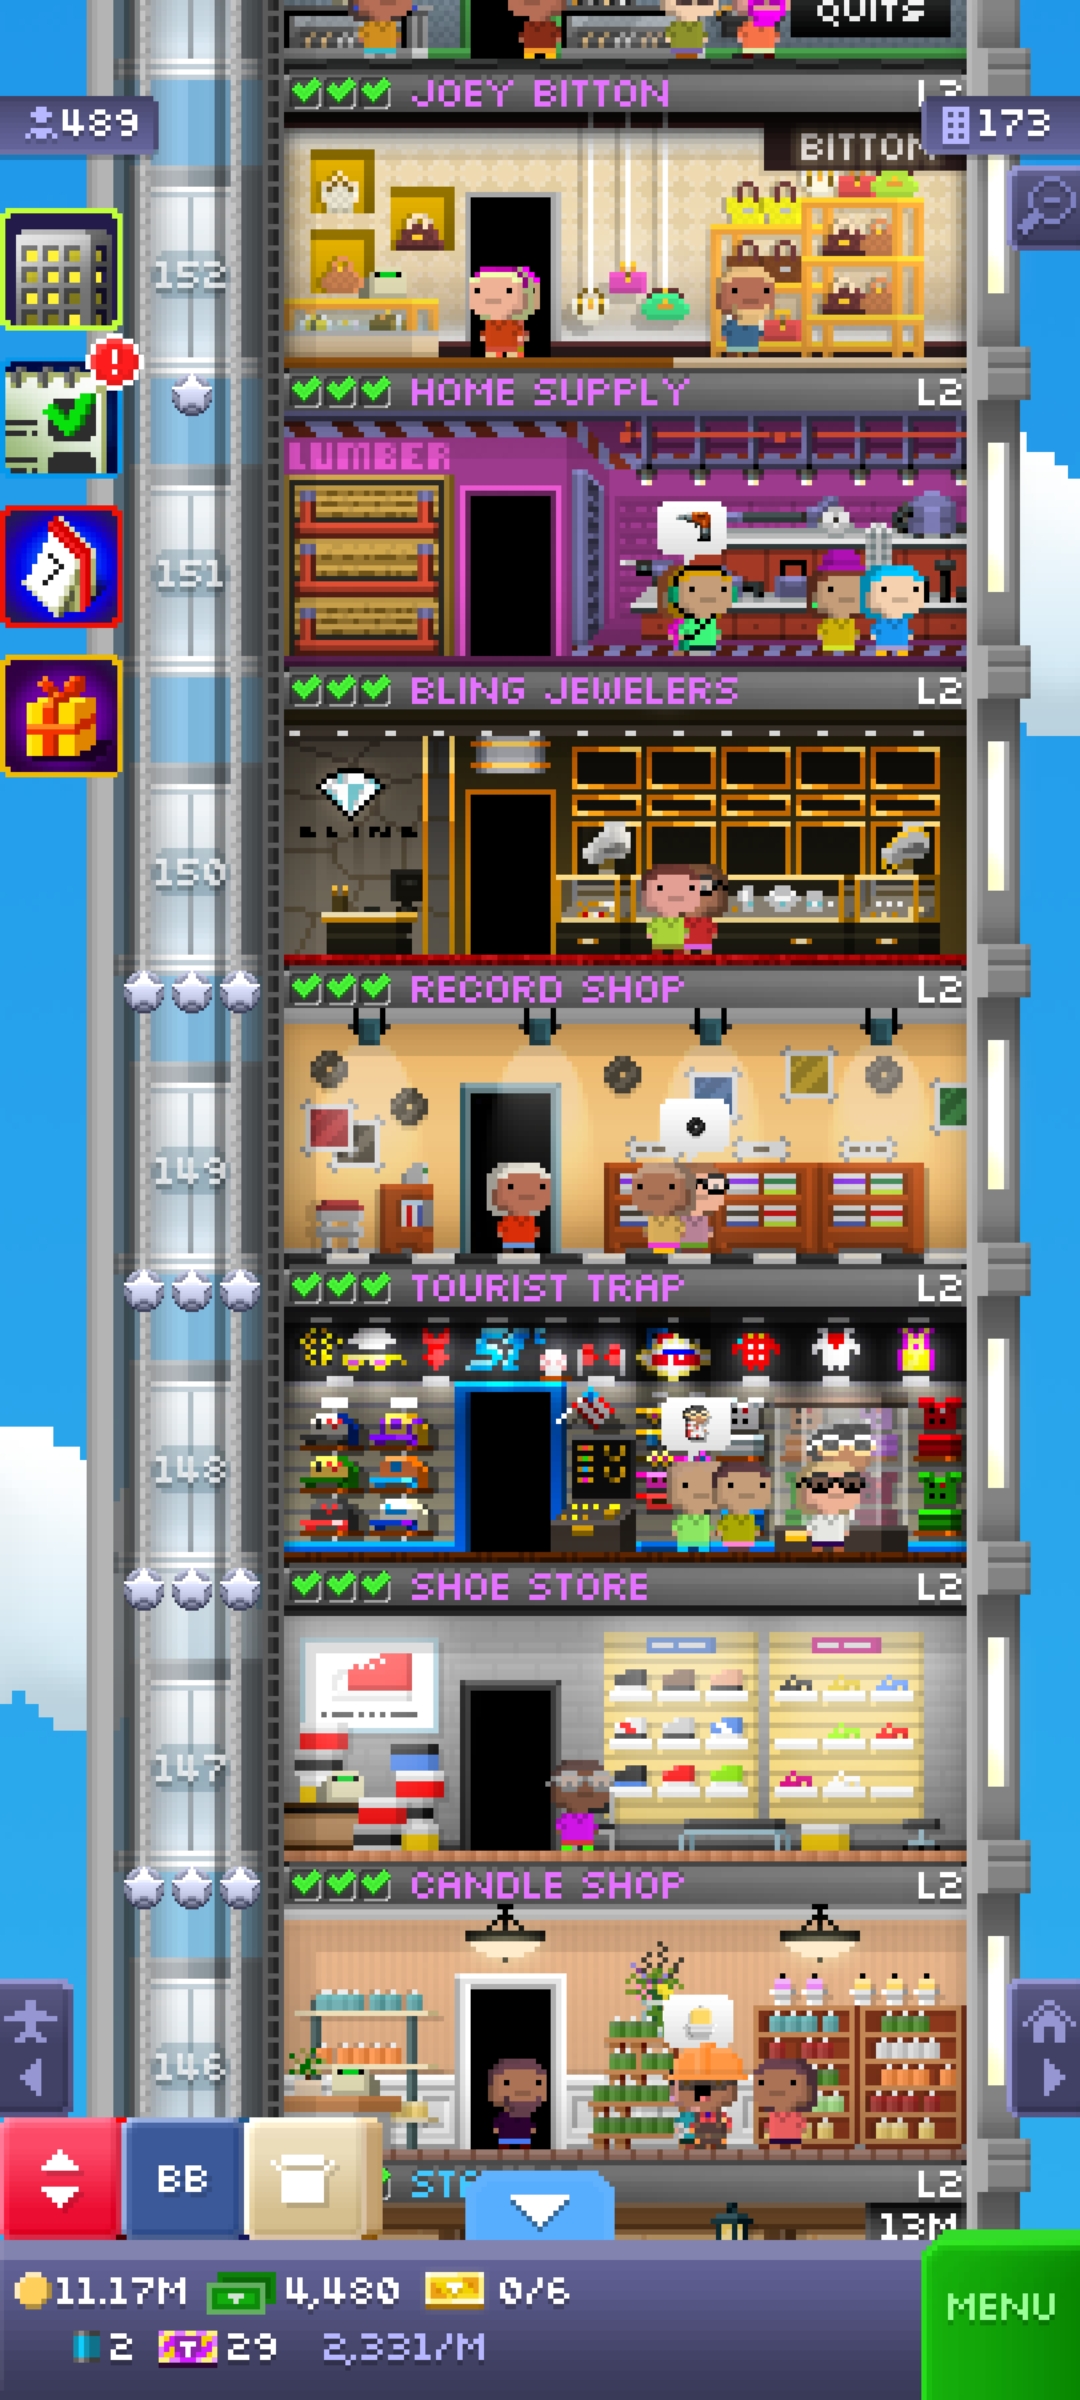 QUITS
JOEY BITTON
489
173
BITTON
152
HOME SUPPLY L2
LUMBER
7
151
BLING JEWELERS L2
BLING
150
RECORD SHOP L2
149
TOURIST TRAP L2
148
SHOE STORE L2
147
CANDLE SHOP L2
146
BB
L2
13M
11.17M 4,480 0/6
MENU
2 29 2,331/M